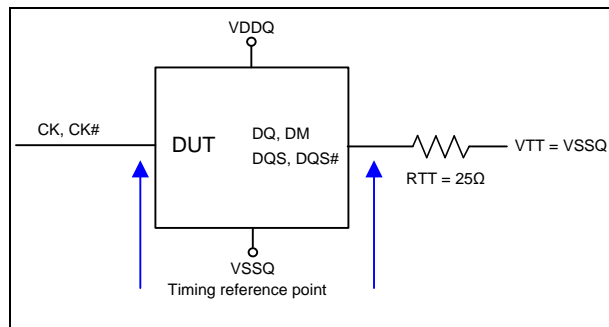 VDDQ
CK, CK#
DUT
DQ, DM
DQS, DQS#
VTT = VSSQ
RTT = 25Ω
VSSQ
Timing reference point